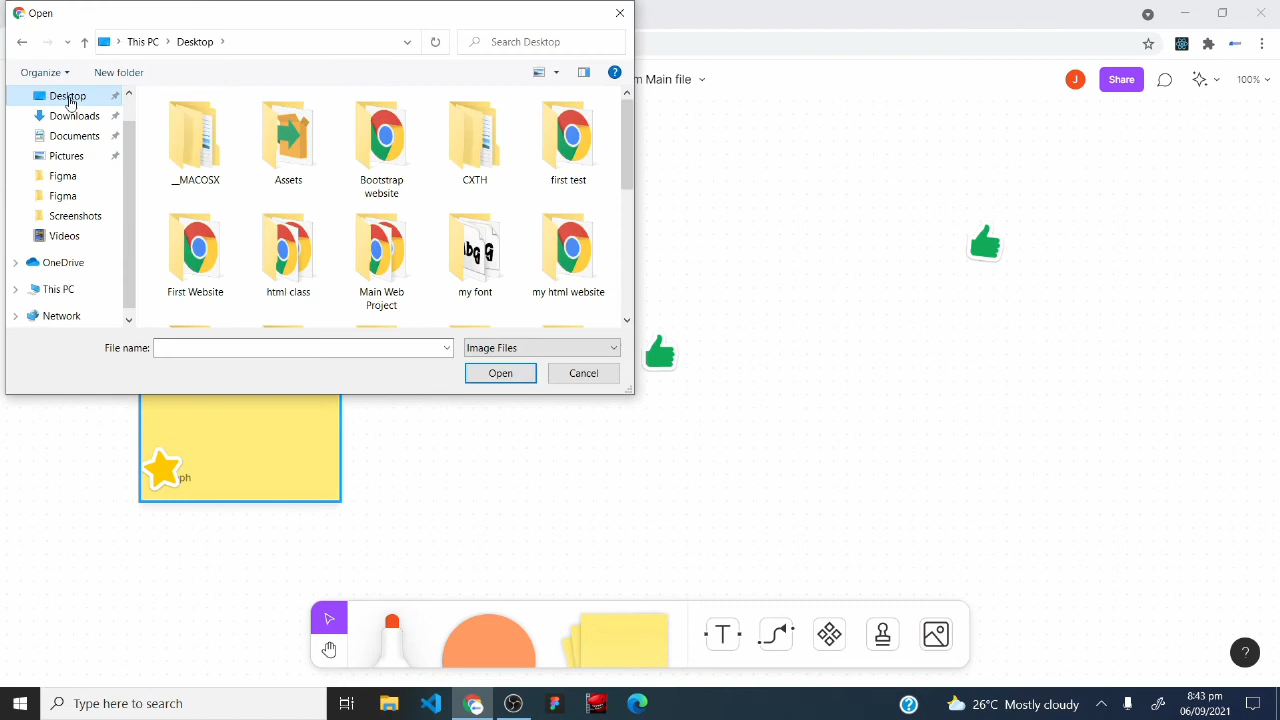 Open
This PC
Desktop
Search Desktop
Organize
New folder
Desktop
Downloads
Documents
Pictures
Figma
Figma
Screenshots
Videos
OneDrive
This PC
Network
__MACOSX
Assets
Bootstrap
website
CXTH
first test
First Website
html class
Main Web
Project
my font
my html website
File name:
Image Files
Open
Cancel
m Main file
J
Share
100%
ph
T
?
Type here to search
26°C Mostly cloudy
8:43 pm
06/09/2021